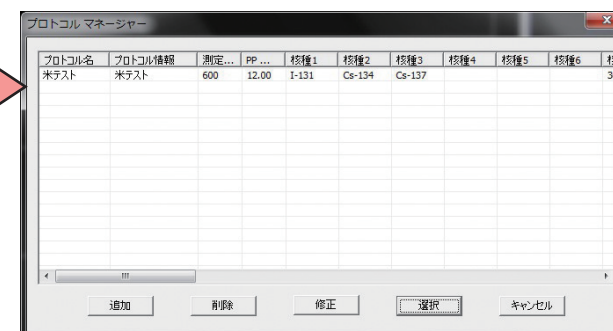 プロトコル マネージャー
プロトコル名 プロトコル情報 測定... PP ... 核種1 核種2 核種3 核種4 核種5 核種6
米テスト 米テスト 600 12.00 I-131 Cs-134 Cs-137 3
追加 削除 修正 選択 キャンセル